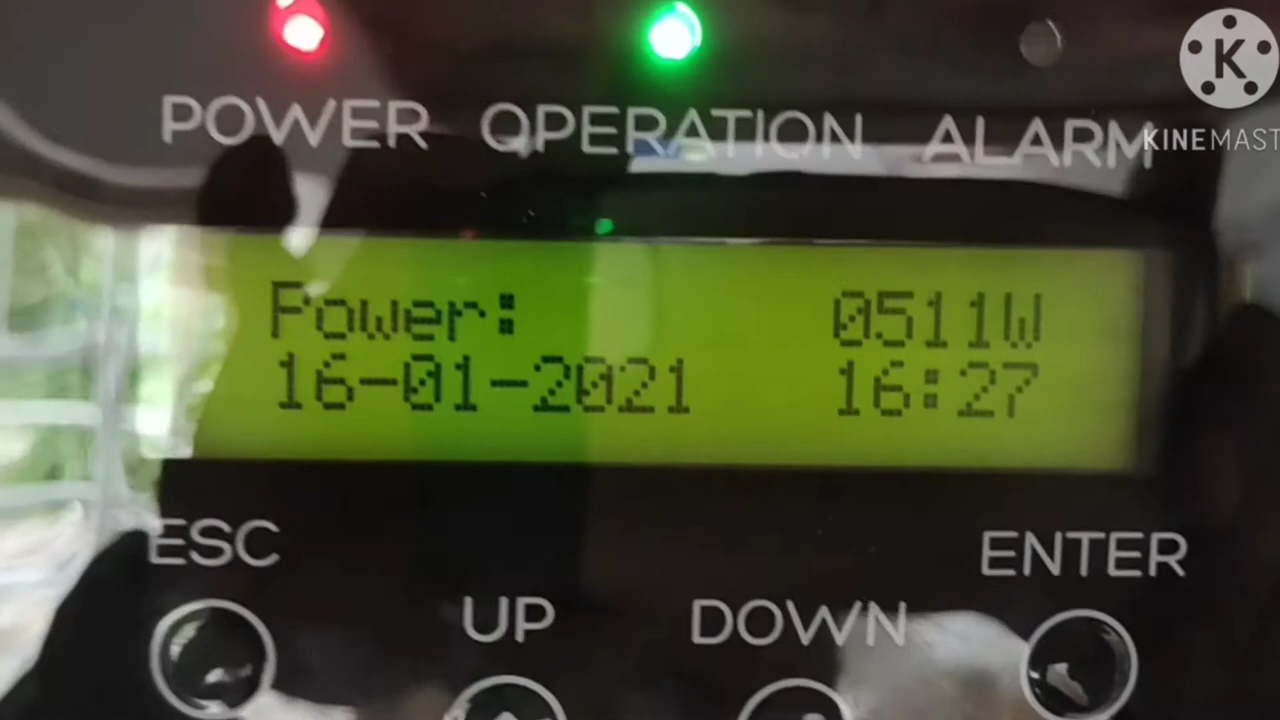 POWER OPERATION ALARM
K
KINEMAST
Power: 0511W
16-01-2021 16:27
ESC
ENTER
UP DOWN